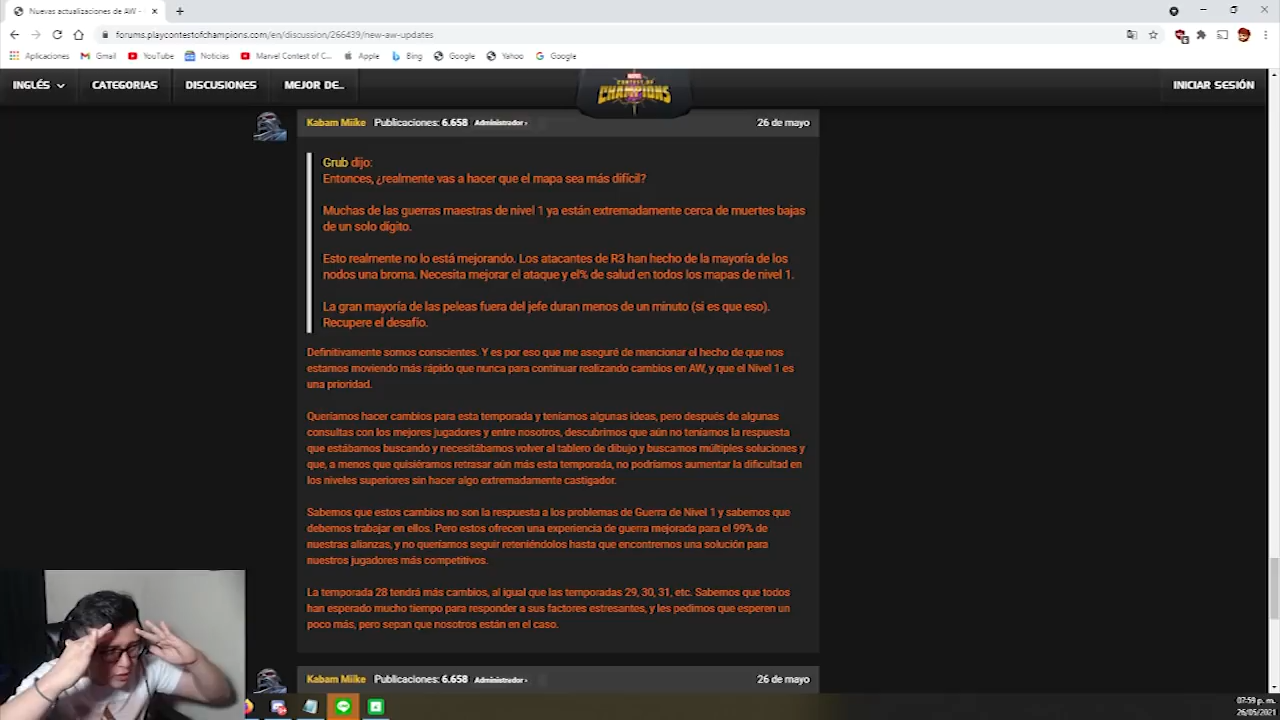 Nuevas actualizaciones de AW -
forums.playcontestofchampions.com/en/discussion/266439/new-aw-updates
Aplicaciones
Gmail
YouTube
Noticias
Marvel Contest of C...
Apple
Bing
Google
Yahoo
Google
INGLÉS
CATEGORIAS
DISCUSIONES
MEJOR DE...
MARVEL
CONTEST OF
CHAMPIONS
INICIAR SESIÓN
Kabam Miike Publicaciones: 6.658 Administrador
26 de mayo
Grub dijo:
Entonces, ¿realmente vas a hacer que el mapa sea más difícil?
Muchas de las guerras maestras de nivel 1 ya están extremadamente cerca de muertes bajas
de un solo dígito.
Esto realmente no lo está mejorando. Los atacantes de R3 han hecho de la mayoría de los
nodos una broma. Necesita mejorar el ataque y el% de salud en todos los mapas de nivel 1.
La gran mayoría de las peleas fuera del jefe duran menos de un minuto (si es que eso).
Recupere el desafío.
Definitivamente somos conscientes. Y es por eso que me aseguré de mencionar el hecho de que nos
estamos moviendo más rápido que nunca para continuar realizando cambios en AW, y que el Nivel 1 es
una prioridad.
Queríamos hacer cambios para esta temporada y teníamos algunas ideas, pero después de algunas
consultas con los mejores jugadores y entre nosotros, descubrimos que aún no teníamos la respuesta
que estábamos buscando y necesitábamos volver al tablero de dibujo y buscamos múltiples soluciones y
que, a menos que quisiéramos retrasar aún más esta temporada, no podríamos aumentar la dificultad en
los niveles superiores sin hacer algo extremadamente castigador.
Sabemos que estos cambios no son la respuesta a los problemas de Guerra de Nivel 1 y sabemos que
debemos trabajar en ellos. Pero estos ofrecen una experiencia de guerra mejorada para el 99% de
nuestras alianzas, y no queríamos seguir reteniéndolos hasta que encontremos una solución para
nuestros jugadores más competitivos.
La temporada 28 tendrá más cambios, al igual que las temporadas 29, 30, 31, etc. Sabemos que todos
han esperado mucho tiempo para responder a sus factores estresantes, y les pedimos que esperen un
poco más, pero sepan que nosotros están en el caso.
Kabam Miike Publicaciones: 6.658 Administrador
26 de mayo
07:59 p. m.
26/05/2021